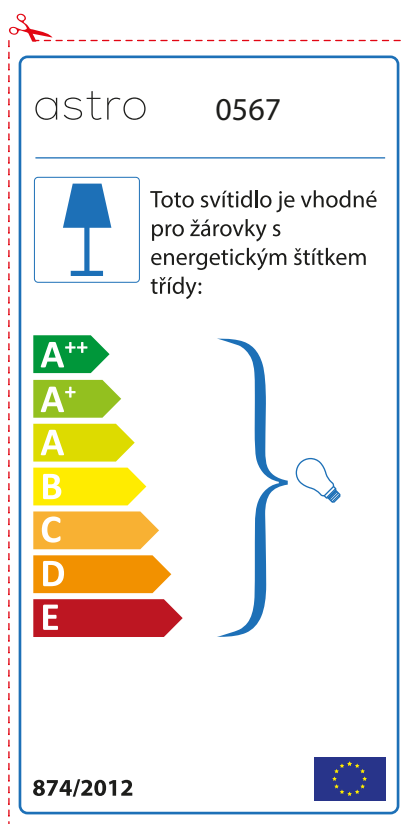 astro 0567
Toto svítidlo je vhodné
pro žárovky s
energetickým štítkem
třídy:
A++
A+
A
B
C
D
E
874/2012